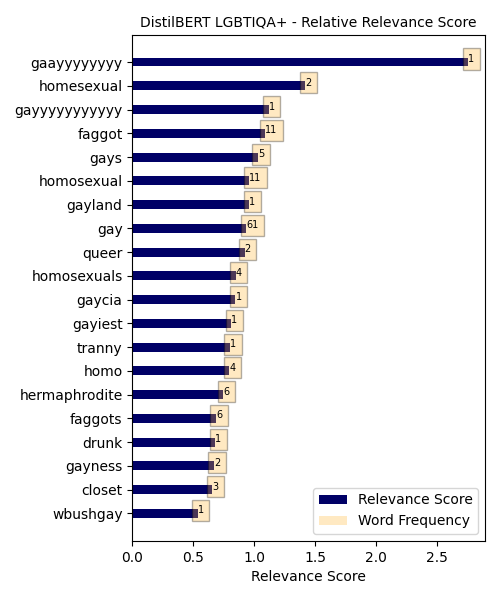 DistilBERT LGBTIQA+ - Relative Relevance Score
gaayyyyyyyy 1
homesexual 2
gayyyyyyyyyyy 1
faggot 11
gays 5
homosexual 11
gayland 1
gay 61
queer 2
homosexuals 4
gaycia 1
gayiest 1
tranny 1
homo 4
hermaphrodite 6
faggots 6
drunk 1
gayness 2
closet 3
wbushgay 1
Relevance Score
Word Frequency
0.0 0.5 1.0 1.5 2.0 2.5
Relevance Score